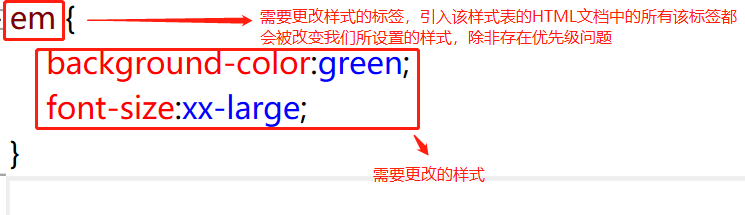 em {
需要更改样式的标签，引入该样式表的HTML文档中的所有该标签都
会被改变我们所设置的样式，除非存在优先级问题
background-color:green;
font-size:xx-large;
}
需要更改的样式